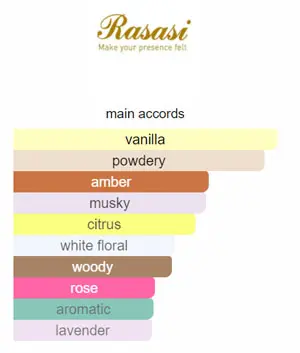 Rasasi
Make your presence felt
main accords
vanilla
powdery
amber
musky
citrus
white floral
woody
rose
aromatic
lavender